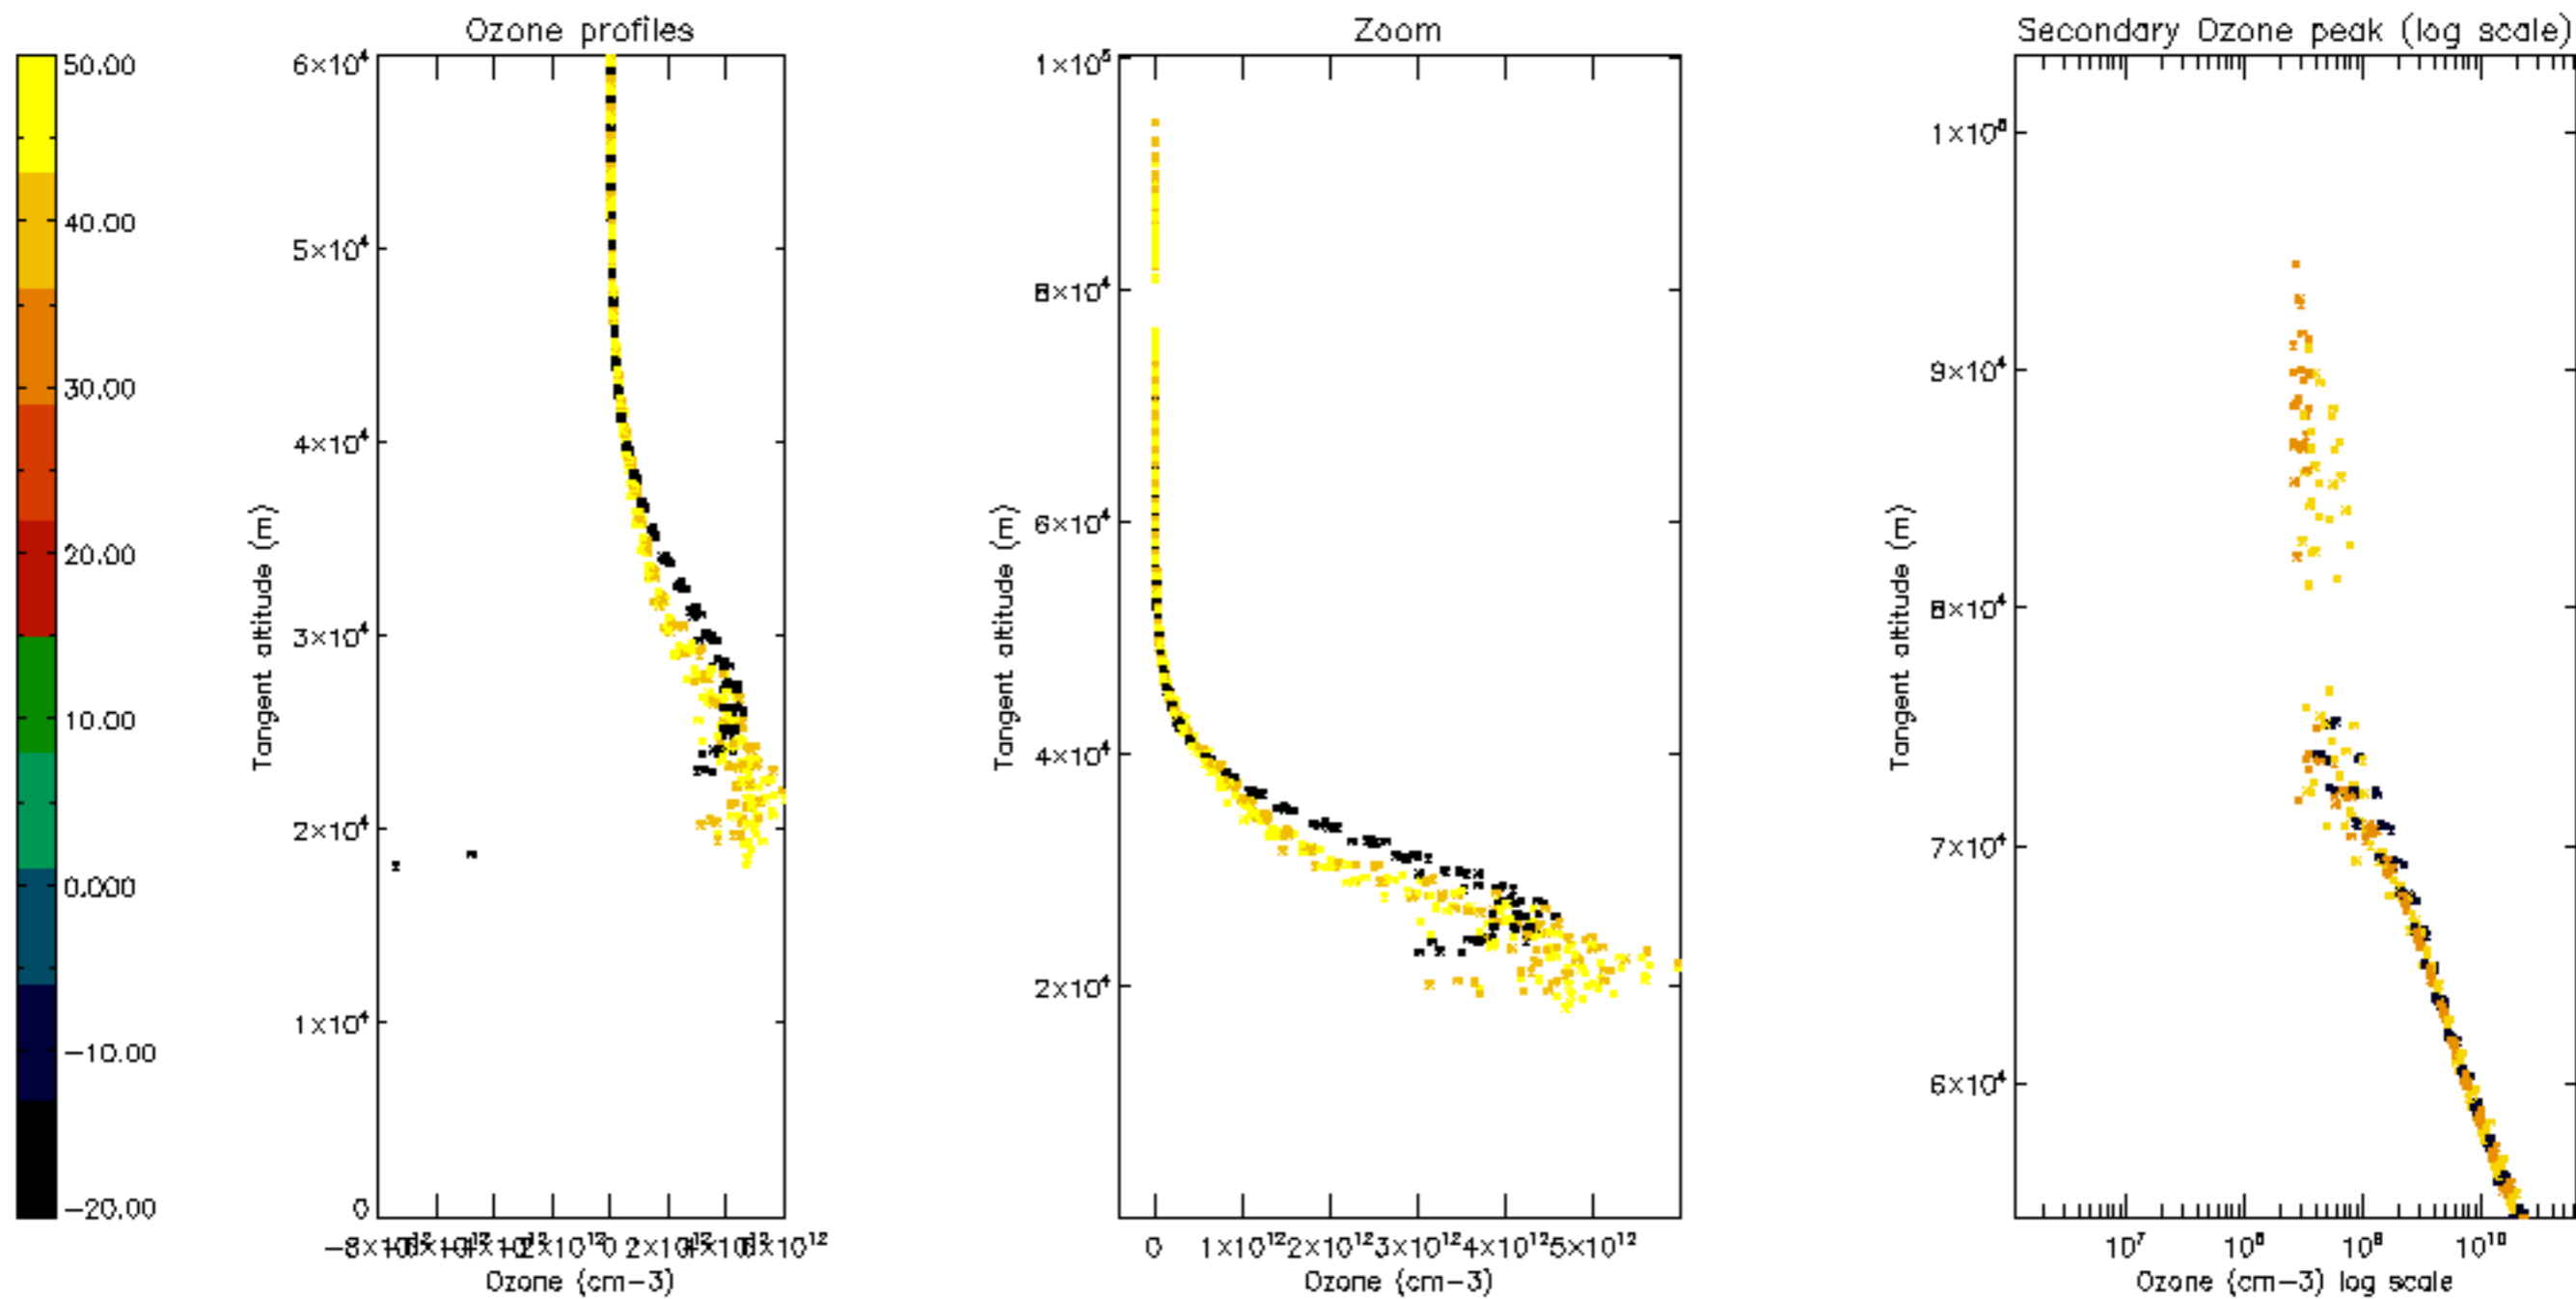 Ozone profiles
Zoom
Secondary Ozone peak (log scale)
50.00
40.00
30.00
20.00
10.00
0.000
−10.00
−20.00
6×10⁴
5×10⁴
4×10⁴
3×10⁴
2×10⁴
1×10⁴
0
Tangent altitude (m)
0
2×10¹²
Ozone (cm−3)
1×10⁵
8×10⁴
6×10⁴
4×10⁴
2×10⁴
Tangent altitude (m)
0 1×10¹² 2×10¹² 3×10¹² 4×10¹² 5×10¹²
Ozone (cm−3)
9×10⁴
8×10⁴
7×10⁴
6×10⁴
Tangent altitude (m)
10⁷ 10⁸ 10⁹ 10¹⁰
Ozone (cm−3) log scale